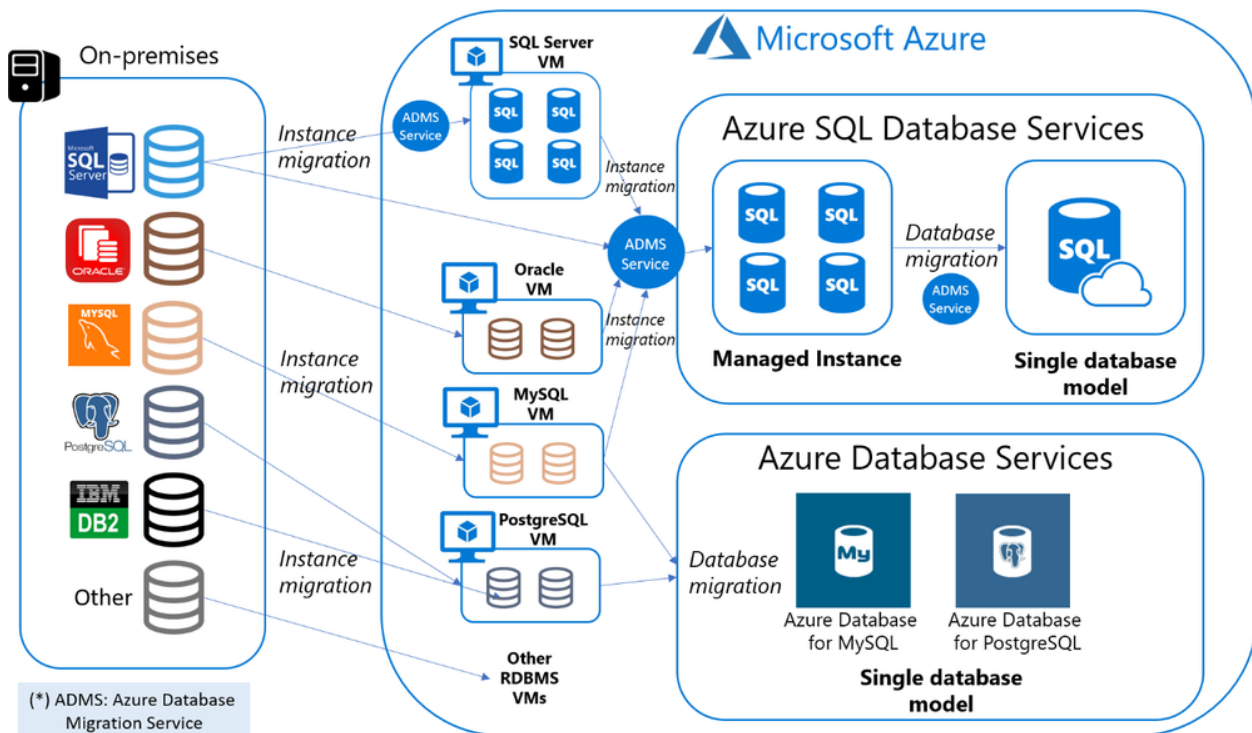 On-premises
Microsoft
SQL
Server
ORACLE
MYSQL
PostgreSQL
IBM
DB2
Other
(*) ADMS: Azure Database
Migration Service
Instance
migration
Instance
migration
Instance
migration
Microsoft Azure
ADMS
Service
SQL Server
VM
SQL
SQL
SQL
SQL
Instance
migration
ADMS
Service
Oracle
VM
Instance
migration
MySQL
VM
PostgreSQL
VM
Other
RDBMS
VMs
Azure SQL Database Services
SQL
SQL
SQL
SQL
Managed Instance
Database
migration
ADMS
Service
SQL
Single database
model
Database
migration
Azure Database Services
My
Azure Database
for MySQL
Azure Database
for PostgreSQL
Single database
model